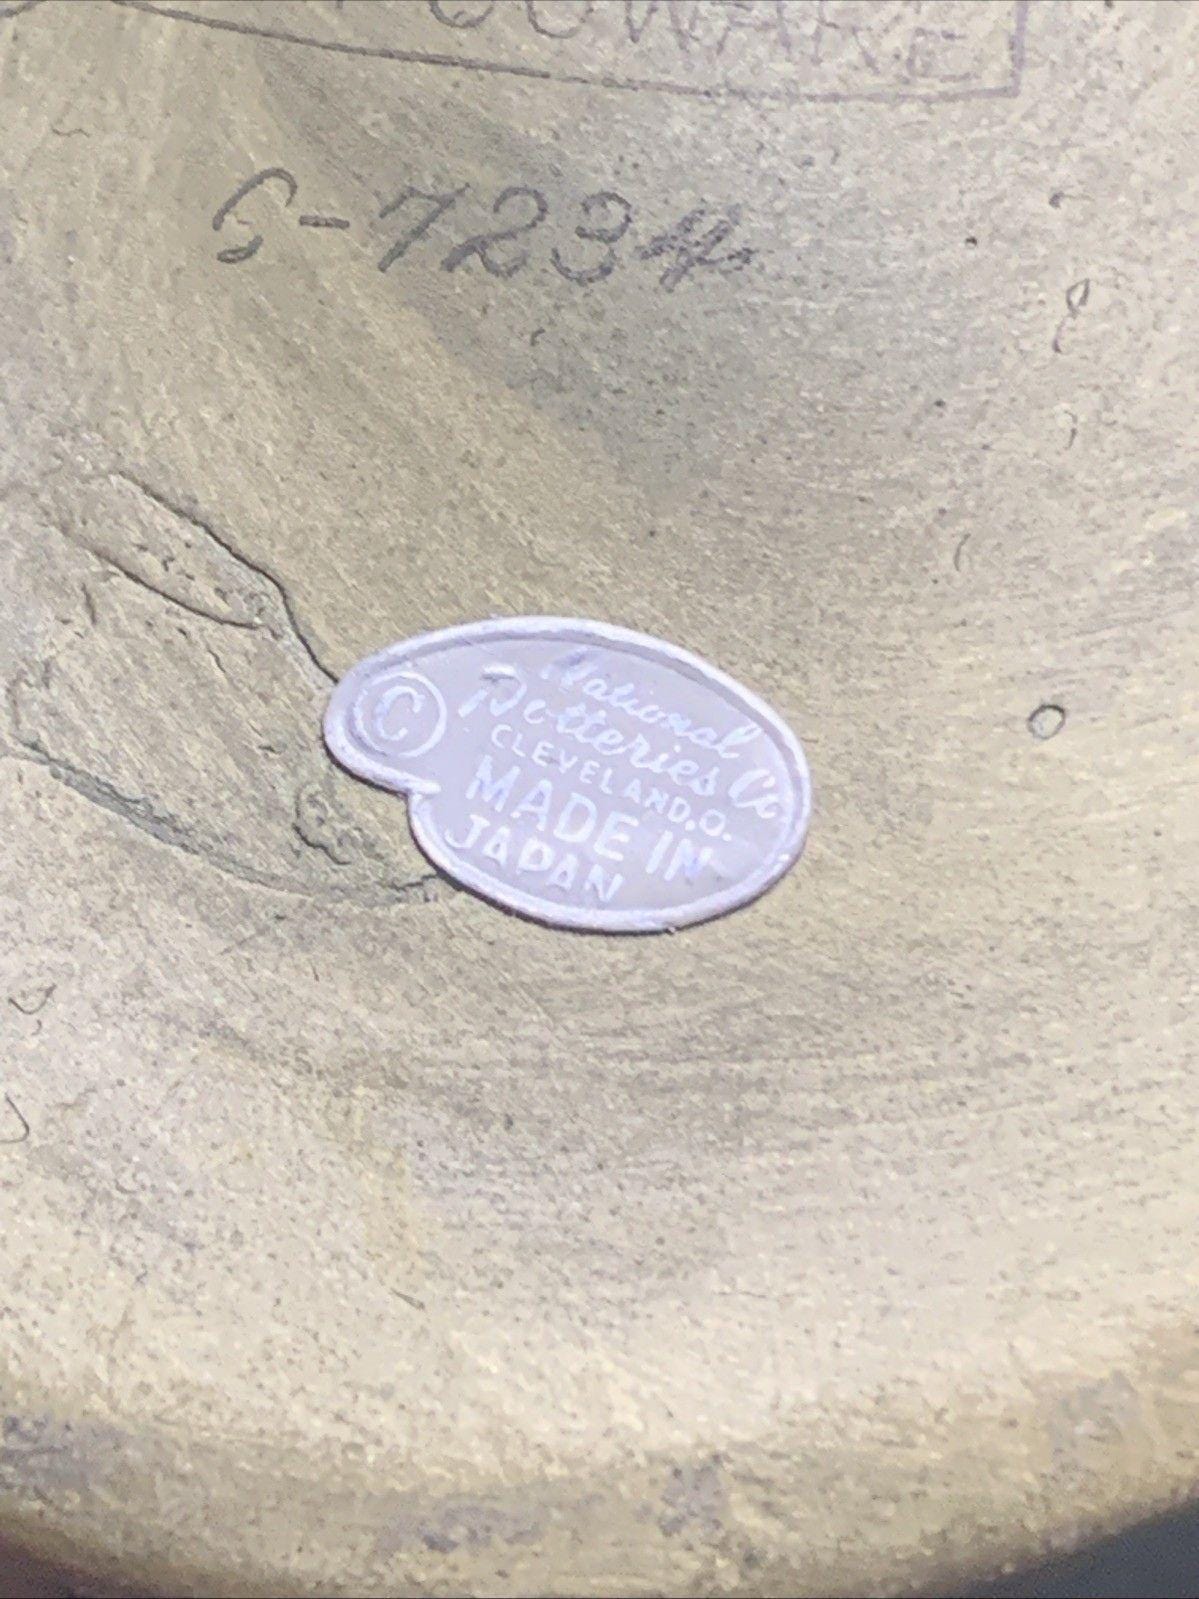 G-7234
©
National
Potteries Co
CLEVELAND.O.
MADE IN
JAPAN